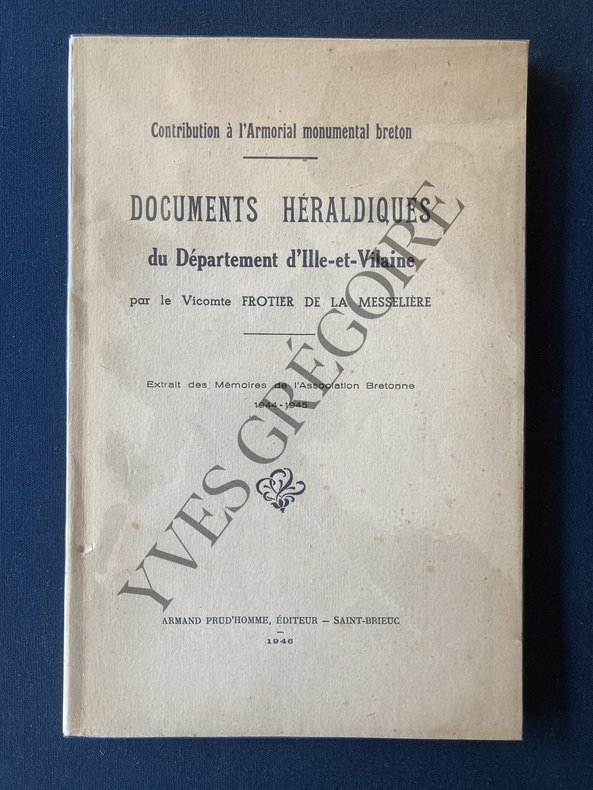 Contribution à l'Armorial monumental breton
DOCUMENTS HÉRALDIQUES
du Département d'Ille-et-Vilaine
par le Vicomte FROTIER DE LA MESSELIÈRE
Extrait des Mémoires de l'Association Bretonne
1944-1945
ARMAND PRUD'HOMME, ÉDITEUR — SAINT-BRIEUC
1946
YVES GRÉGOIRE